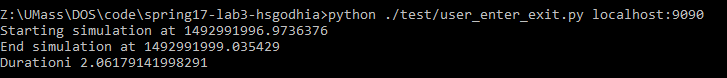 Z:\UMass\DOS\code\spring17-lab3-hsgodhia>python ./test/user_enter_exit.py localhost:9090
Starting simulation at 1492991996.9736376
End simulation at 1492991999.035429
Durationi 2.06179141998291